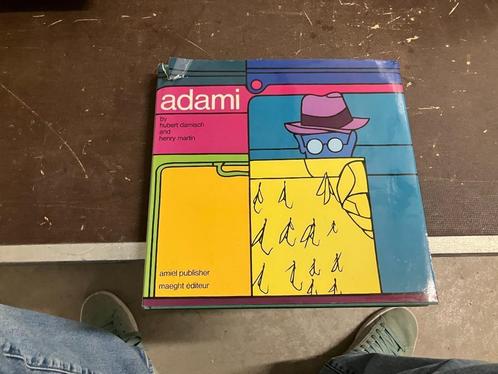 adami
by
hubert damisch
and
henry martin
amiel publisher
maeght éditeur